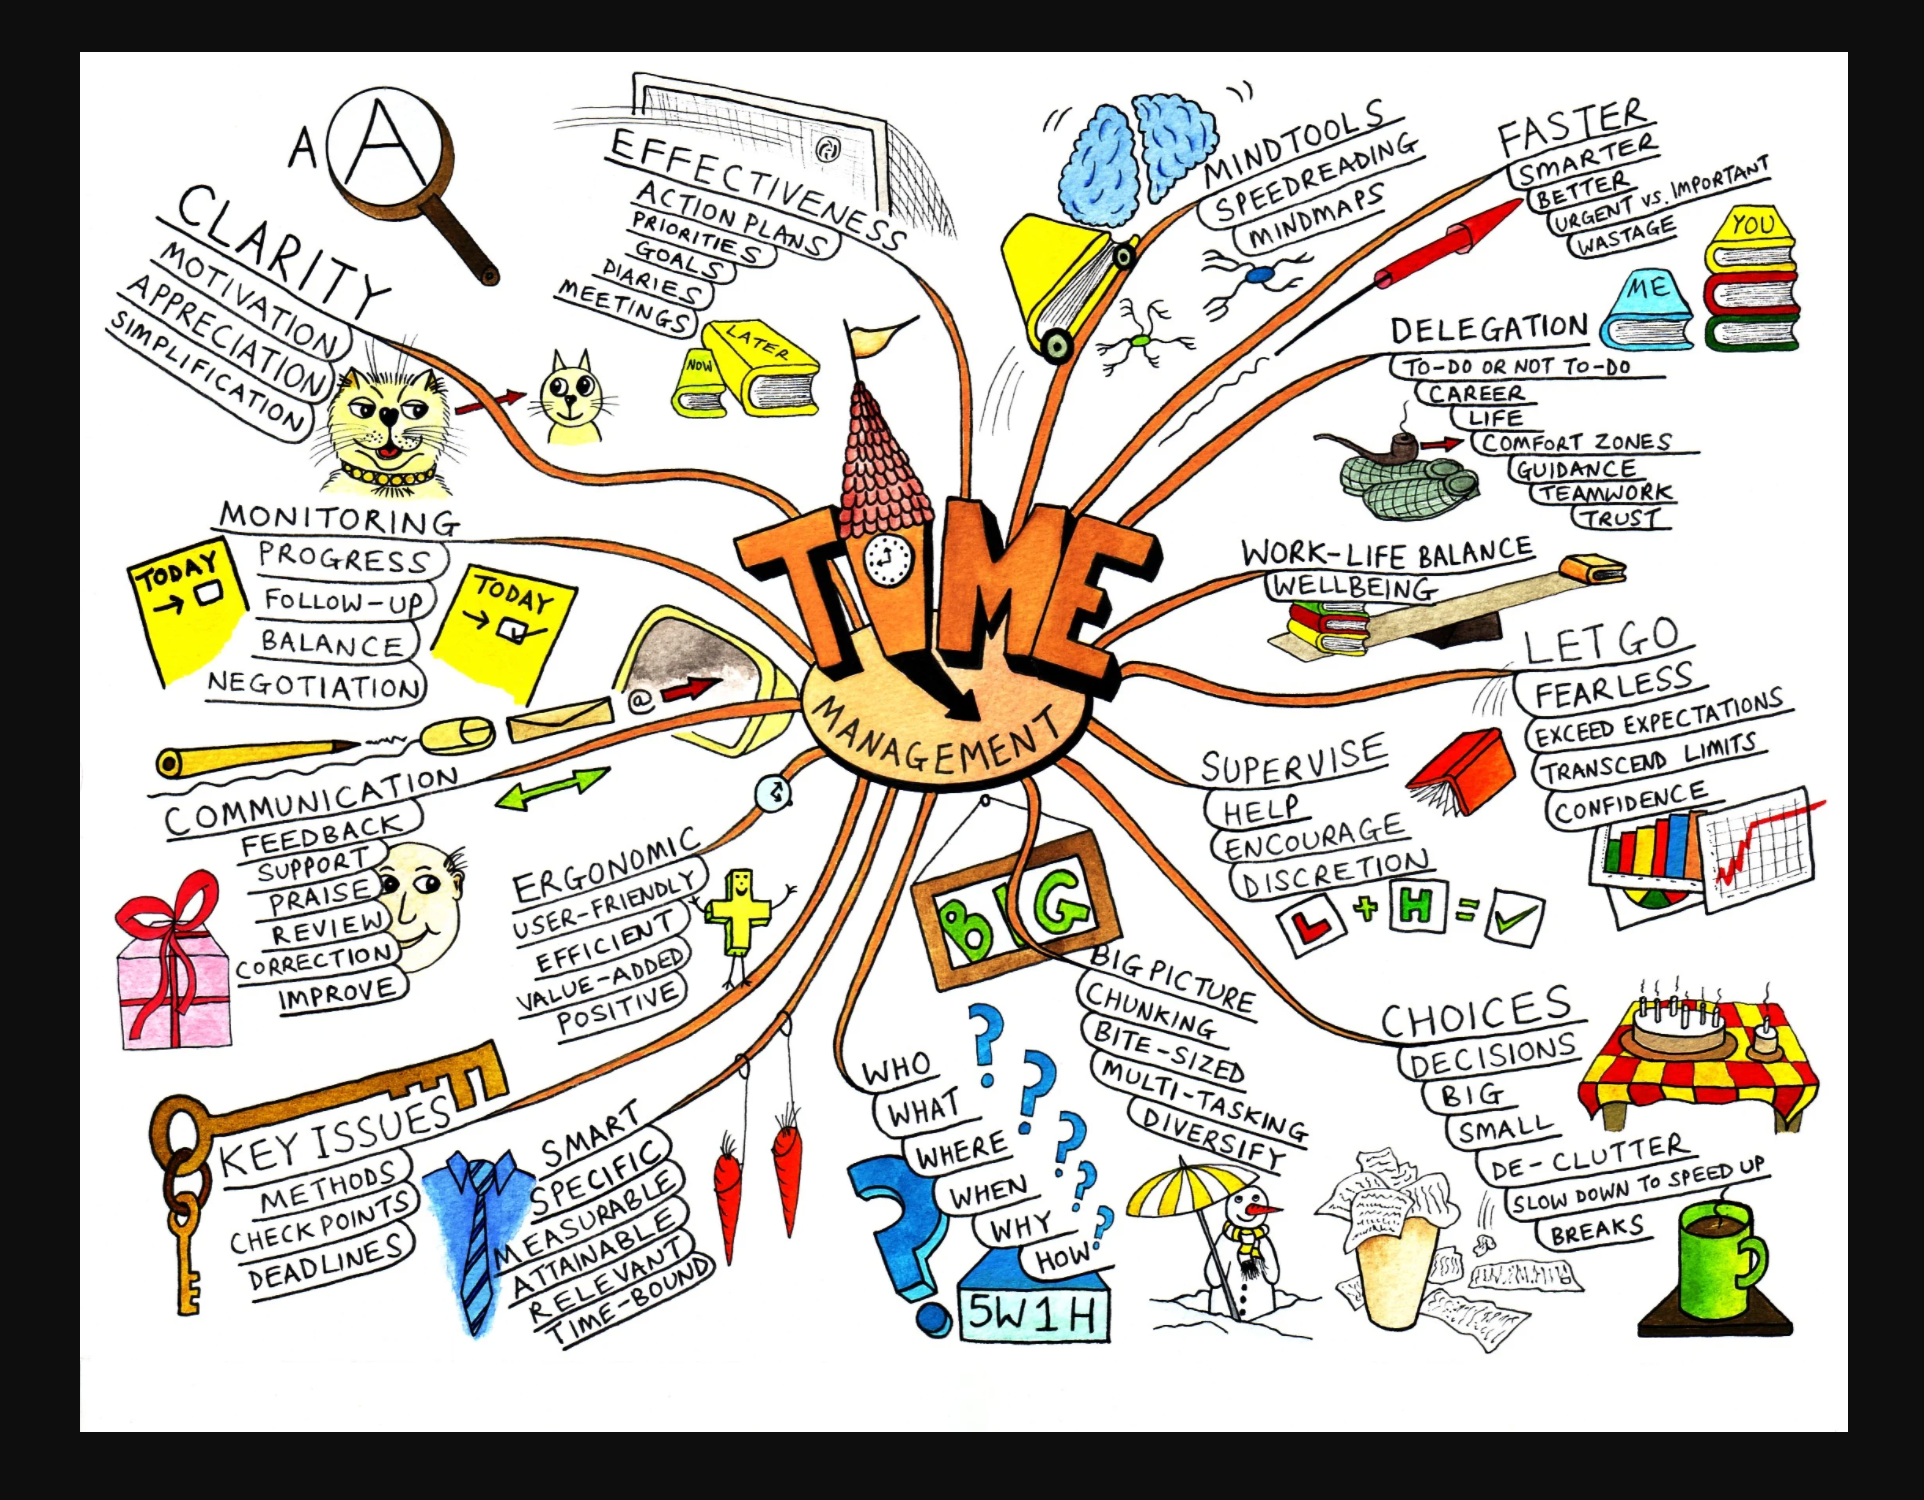 TIME
MANAGEMENT
A A
CLARITY
MOTIVATION
APPRECIATION
SIMPLIFICATION
EFFECTIVENESS
ACTION PLANS
PRIORITIES
GOALS
DIARIES
MEETINGS
NOW
LATER
MINDTOOLS
SPEEDREADING
MINDMAPS
FASTER
SMARTER
BETTER
URGENT VS. IMPORTANT
WASTAGE
YOU
ME
DELEGATION
TO-DO OR NOT TO-DO
CAREER
LIFE
COMFORT ZONES
GUIDANCE
TEAMWORK
TRUST
WORK-LIFE BALANCE
WELLBEING
LET GO
FEARLESS
EXCEED EXPECTATIONS
TRANSCEND LIMITS
CONFIDENCE
SUPERVISE
HELP
ENCOURAGE
DISCRETION
L + H =
CHOICES
DECISIONS
BIG
SMALL
DE-CLUTTER
SLOW DOWN TO SPEED UP
BREAKS
BIG
BIG PICTURE
CHUNKING
BITE-SIZED
MULTI-TASKING
DIVERSIFY
WHO
WHAT
WHERE
WHEN
WHY
HOW
? ? ? ? ? ?
5W1H
SMART
SPECIFIC
MEASURABLE
ATTAINABLE
RELEVANT
TIME-BOUND
KEY ISSUES
METHODS
CHECKPOINTS
DEADLINES
ERGONOMIC
USER-FRIENDLY
EFFICIENT
VALUE-ADDED
POSITIVE
@
COMMUNICATION
FEEDBACK
SUPPORT
PRAISE
REVIEW
CORRECTION
IMPROVE
MONITORING
PROGRESS
FOLLOW-UP
BALANCE
NEGOTIATION
TODAY
TODAY